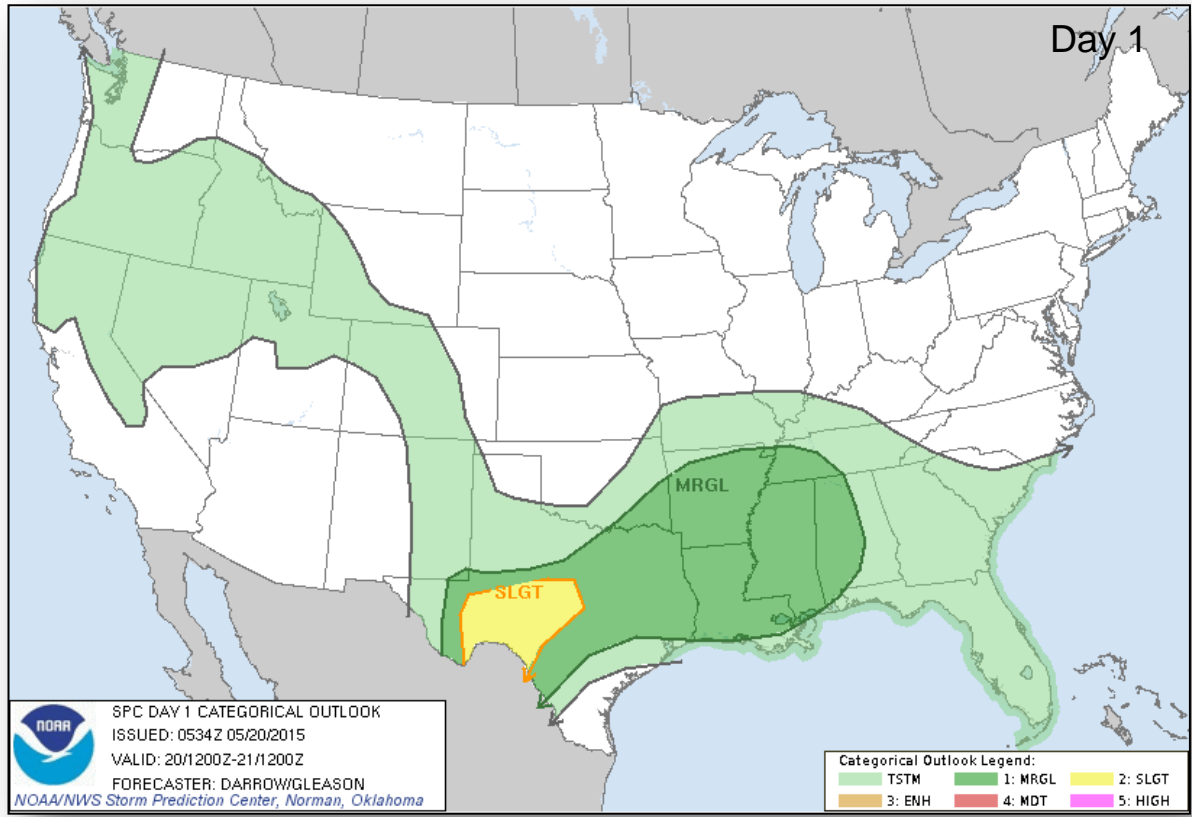 Day 1
MRGL
SLGT
NOAA
SPC DAY 1 CATEGORICAL OUTLOOK
ISSUED: 0534Z 05/20/2015
VALID: 20/1200Z-21/1200Z
FORECASTER: DARROW/GLEASON
NOAA/NWS Storm Prediction Center, Norman, Oklahoma
Categorical Outlook Legend:
TSTM 1: MRGL 2: SLGT
3: ENH 4: MDT 5: HIGH